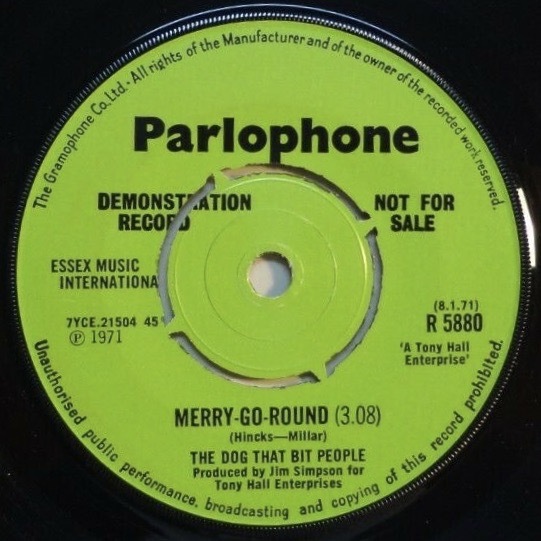 The Gramophone Co. Ltd. - All rights of the Manufacturer and of the owner of the recorded work reserved.
Parlophone
DEMONSTRATION RECORD
NOT FOR SALE
ESSEX MUSIC
INTERNATIONA
(8.1.71)
R 5880
7YCE.21504 45
Ⓟ 1971
'A Tony Hall
Enterprise'
MERRY-GO-ROUND (3.08)
(Hincks—Millar)
THE DOG THAT BIT PEOPLE
Produced by Jim Simpson for
Tony Hall Enterprises
Unauthorised public performance, broadcasting and copying of this record prohibited.